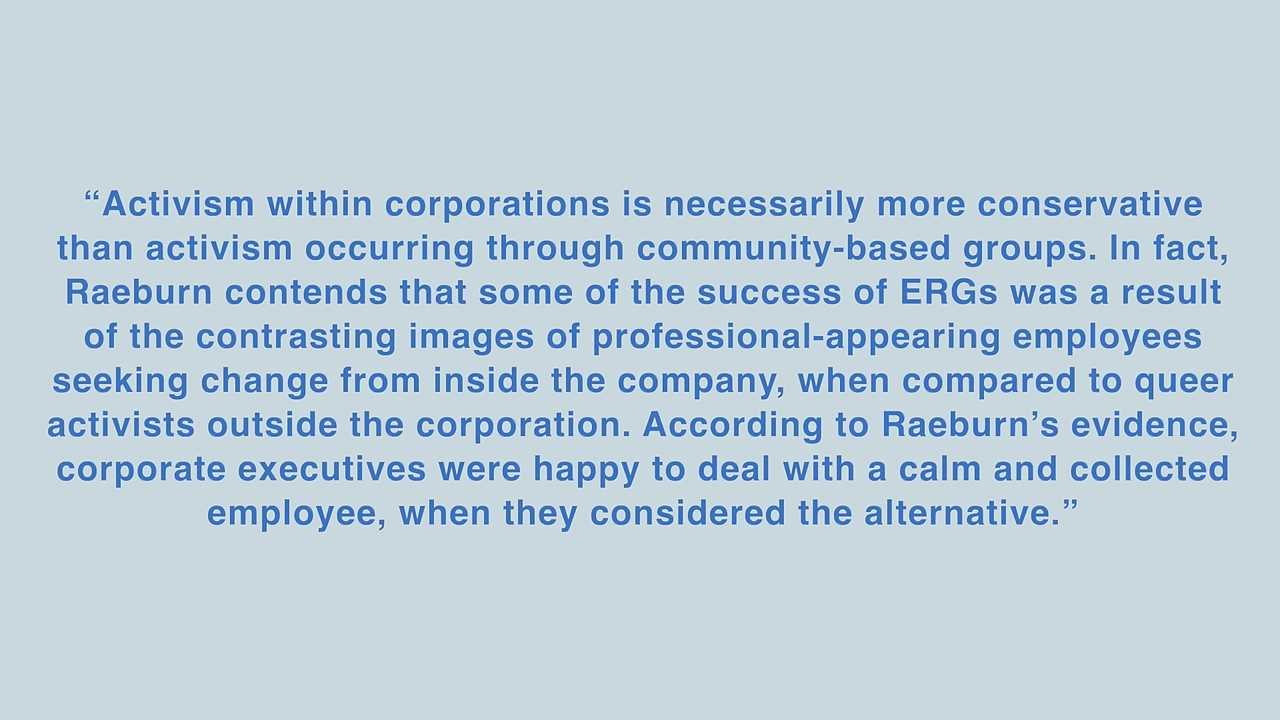 “Activism within corporations is necessarily more conservative
than activism occurring through community-based groups. In fact,
Raeburn contends that some of the success of ERGs was a result
of the contrasting images of professional-appearing employees
seeking change from inside the company, when compared to queer
activists outside the corporation. According to Raeburn’s evidence,
corporate executives were happy to deal with a calm and collected
employee, when they considered the alternative.”